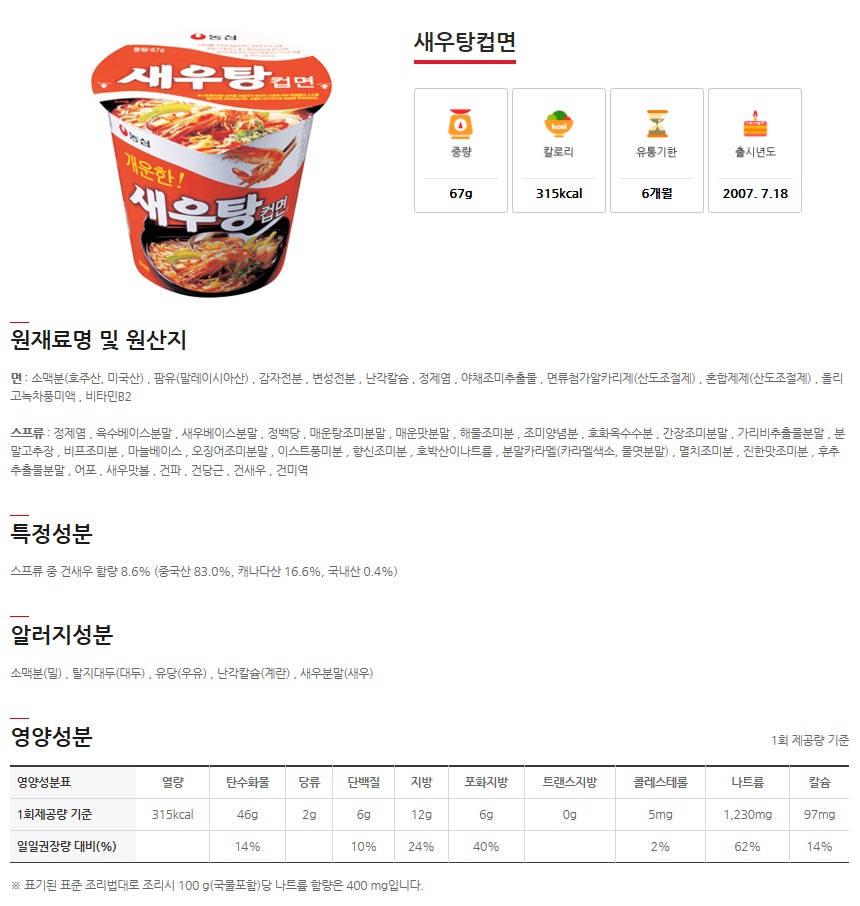 농심
중량:67g
새우탕 컵면
농심
개운한!
새우탕 컵면
새우탕컵면
kcal
중량 칼로리 유통기한 출시년도
67g 315kcal 6개월 2007. 7.18
원재료명 및 원산지
면 : 소맥분(호주산, 미국산) , 팜유(말레이시아산) , 감자전분 , 변성전분 , 난각칼슘 , 정제염 , 야채조미추출물 , 면류첨가알카리제(산도조절제) , 혼합제제(산도조절제) , 올리
고녹차풍미액 , 비타민B2
스프류 : 정제염 , 육수베이스분말 , 새우베이스분말 , 정백당 , 매운탕조미분말 , 매운맛분말 , 해물조미분 , 조미양념분 , 호화옥수수분 , 간장조미분말 , 가리비추출물분말 , 분
말고추장 , 비프조미분 , 마늘베이스 , 오징어조미분말 , 이스트풍미분 , 향신조미분 , 호박산이나트륨 , 분말카라멜(카라멜색소, 물엿분말) , 멸치조미분 , 진한맛조미분 , 후추
추출물분말 , 어포 , 새우맛볼 , 건파 , 건당근 , 건새우 , 건미역
특정성분
스프류 중 건새우 함량 8.6% (중국산 83.0%, 캐나다산 16.6%, 국내산 0.4%)
알러지성분
소맥분(밀) , 탈지대두(대두) , 유당(우유) , 난각칼슘(계란) , 새우분말(새우)
영양성분
1회 제공량 기준
영양성분표 열량 탄수화물 당류 단백질 지방 포화지방 트랜스지방 콜레스테롤 나트륨 칼슘
1회제공량 기준 315kcal 46g 2g 6g 12g 6g 0g 5mg 1,230mg 97mg
일일권장량 대비(%) 14% 10% 24% 40% 2% 62% 14%
※ 표기된 표준 조리법대로 조리시 100 g(국물포함)당 나트륨 함량은 400 mg입니다.